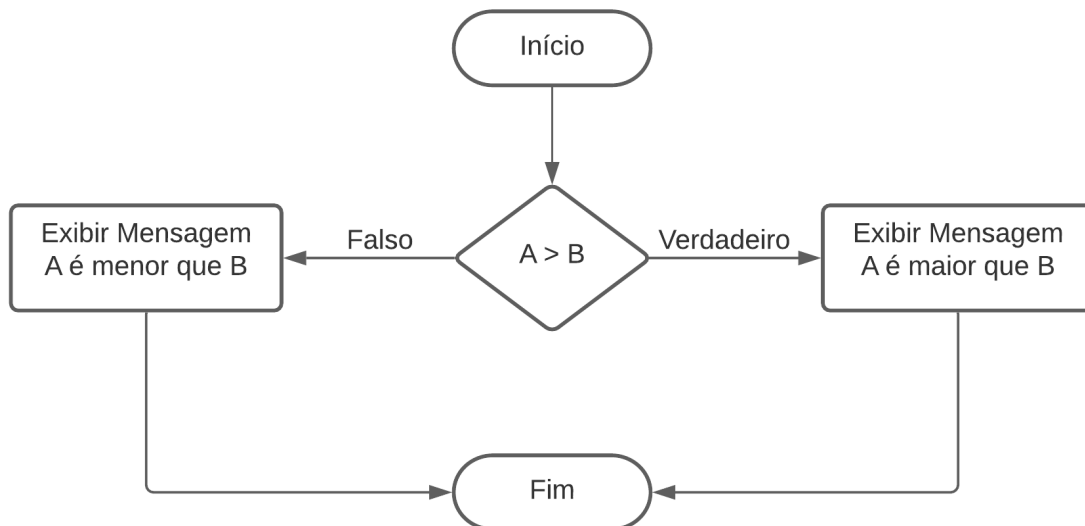 Início
Falso
A > B
Verdadeiro
Exibir Mensagem
A é menor que B
Exibir Mensagem
A é maior que B
Fim